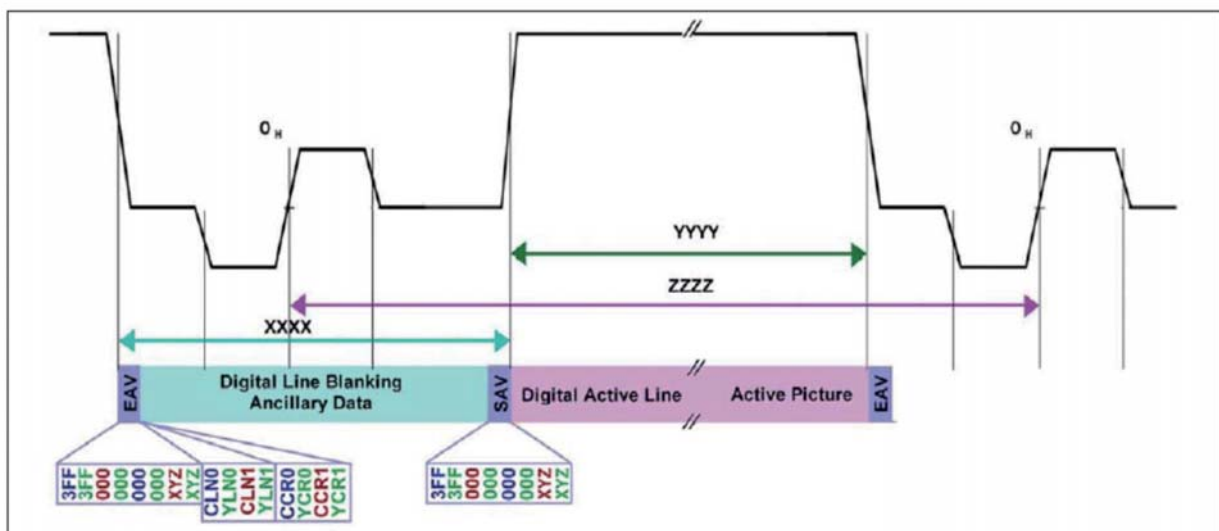 O H
O H
YYYY
ZZZZ
XXXX
EAV
Digital Line Blanking
Ancillary Data
SAV
Digital Active Line
Active Picture
EAV
3FF
3FF
000
000
000
000
XYZ
XYZ
CLN0
YLN0
CLN1
YLN1
CCR0
YCR0
CCR1
YCR1
3FF
3FF
000
000
000
000
XYZ
XYZ